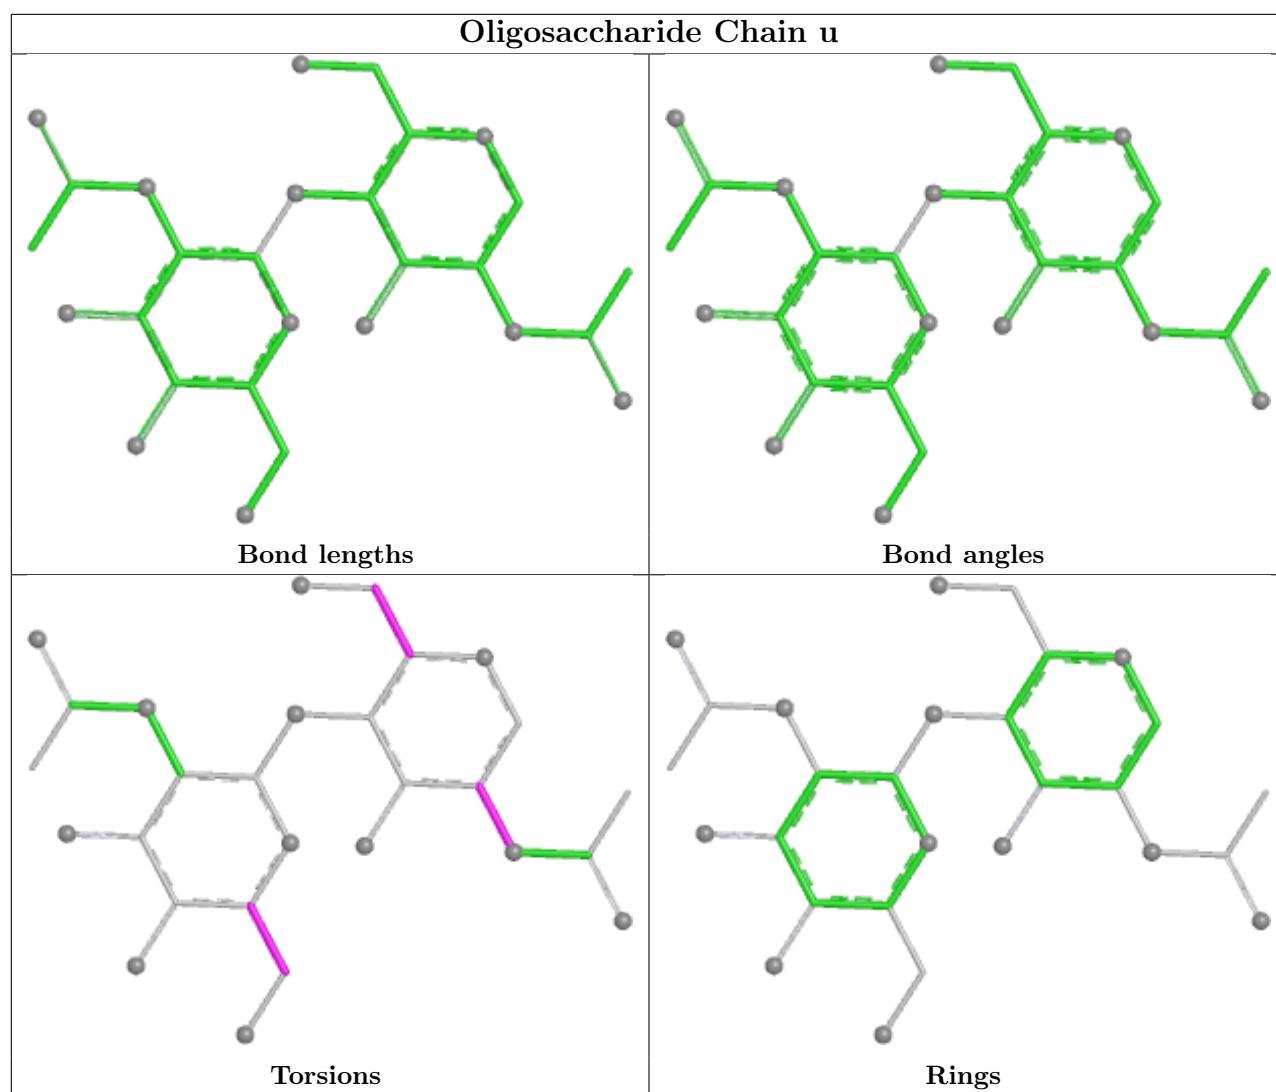 Oligosaccharide Chain u
Bond lengths
Bond angles
Torsions
Rings